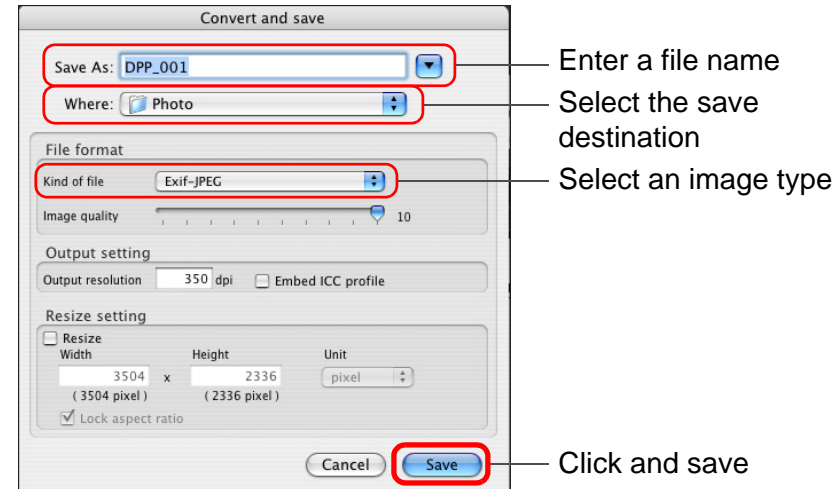 Convert and save
Save As: DPP_001
Enter a file name
Where: Photo
Select the save
destination
File format
Kind of file Exif-JPEG
Select an image type
Image quality 10
Output setting
Output resolution 350 dpi Embed ICC profile
Resize setting
Resize
Width Height Unit
3504 x 2336 pixel
( 3504 pixel ) ( 2336 pixel )
Lock aspect ratio
Cancel Save
Click and save